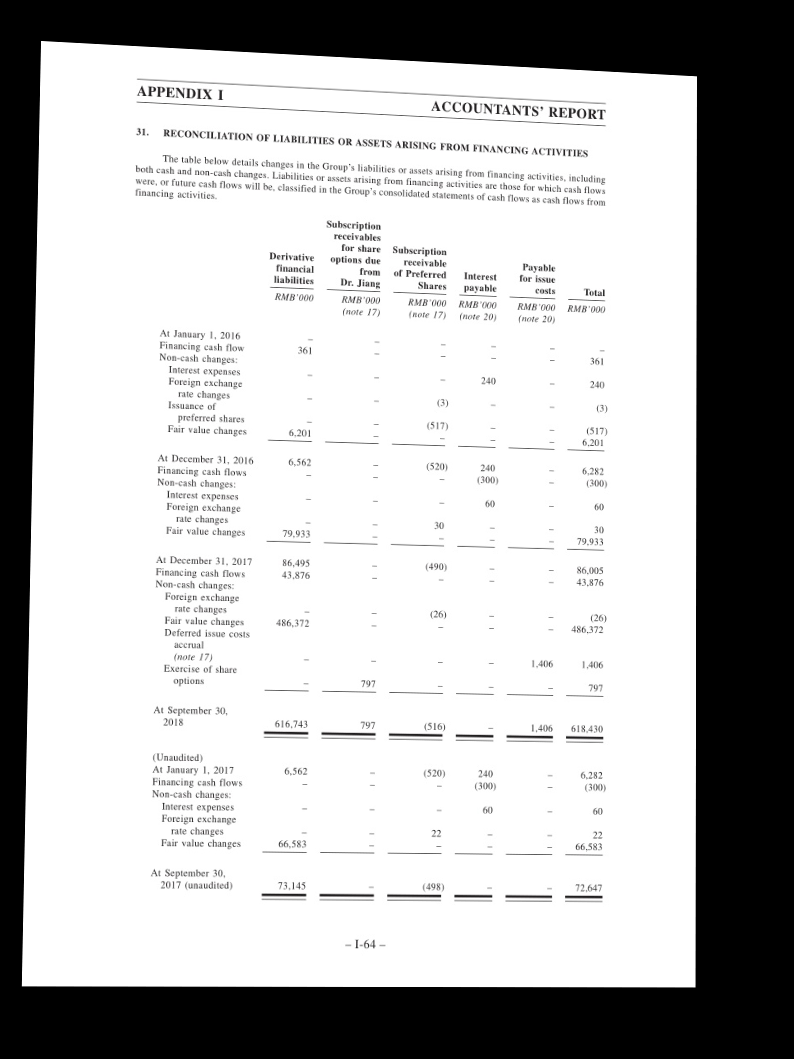 APPENDIX I ACCOUNTANTS' REPORT
31. RECONCILIATION OF LIABILITIES OR ASSETS ARISING FROM FINANCING ACTIVITIES
The table below details changes in the Group's liabilities or assets arising from financing activities, including
both cash and non-cash changes. Liabilities or assets arising from financing activities are those for which cash flows
were, or future cash flows will be, classified in the Group's consolidated statements of cash flows as cash flows from
financing activities.
Derivative financial liabilities Subscription receivables for share options due from Dr. Jiang Subscription receivable of Preferred Shares Interest payable Payable for issue costs Total
RMB'000 RMB'000 RMB'000 RMB'000 RMB'000 RMB'000
(note 17) (note 17) (note 20) (note 20)
At January 1, 2016 – – – – – –
Financing cash flow 361 – – – – 361
Non-cash changes:
Interest expenses – – – 240 – 240
Foreign exchange
rate changes – – (3) – – (3)
Issuance of
preferred shares – – (517) – – (517)
Fair value changes 6,201 – – – – 6,201
At December 31, 2016 6,562 – (520) 240 – 6,282
Financing cash flows – – – (300) – (300)
Non-cash changes:
Interest expenses – – – 60 – 60
Foreign exchange
rate changes – – 30 – – 30
Fair value changes 79,933 – – – – 79,933
At December 31, 2017 86,495 – (490) – – 86,005
Financing cash flows 43,876 – – – – 43,876
Non-cash changes:
Foreign exchange
rate changes – – (26) – – (26)
Fair value changes 486,372 – – – – 486,372
Deferred issue costs
accrual
(note 17) – – – – 1,406 1,406
Exercise of share
options – 797 – – – 797
At September 30,
2018 616,743 797 (516) – 1,406 618,430
(Unaudited)
At January 1, 2017 6,562 – (520) 240 – 6,282
Financing cash flows – – – (300) – (300)
Non-cash changes:
Interest expenses – – – 60 – 60
Foreign exchange
rate changes – – 22 – – 22
Fair value changes 66,583 – – – – 66,583
At September 30,
2017 (unaudited) 73,145 – (498) – – 72,647
– I-64 –